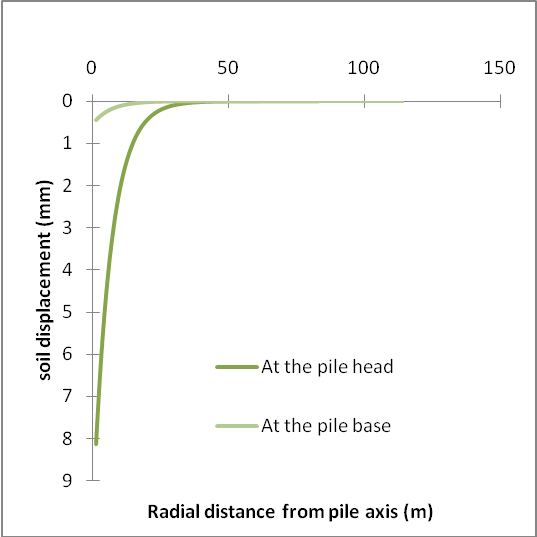 0 50 100 150
0
1
2
3
4
5
6
7
8
9
soil displacement (mm)
At the pile head
At the pile base
Radial distance from pile axis (m)